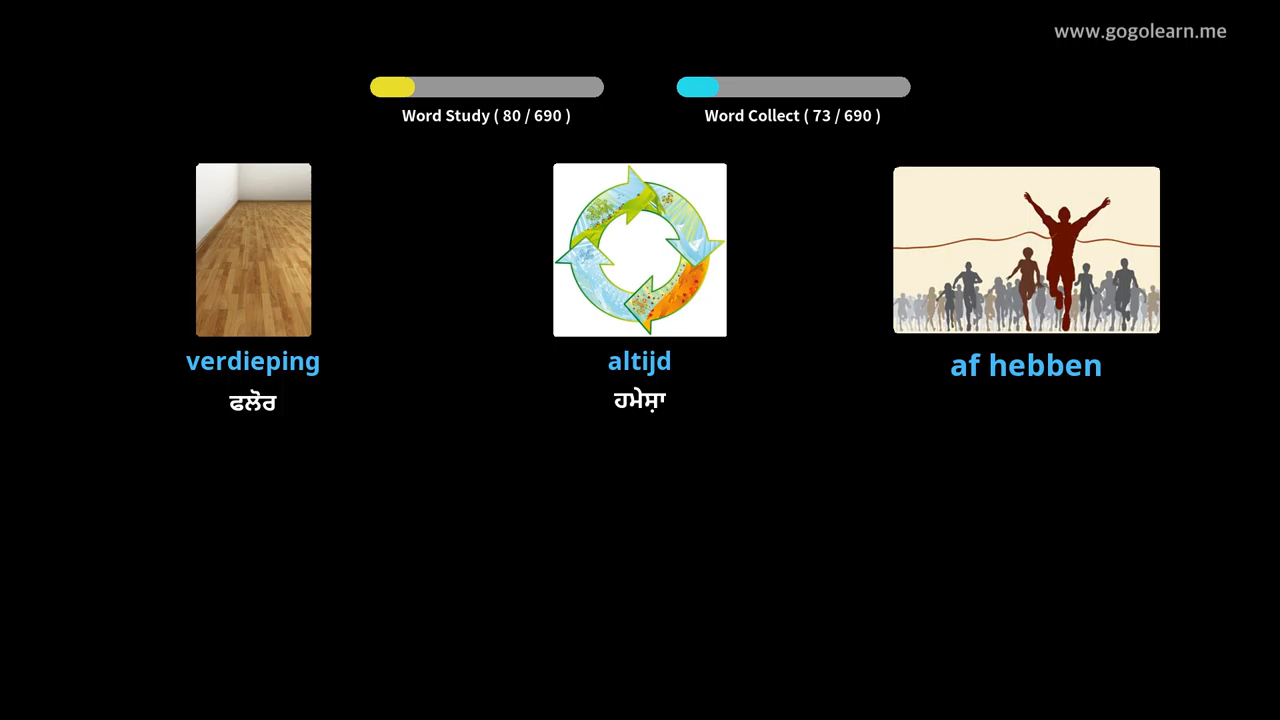 www.gogolearn.me
Word Study ( 80 / 690 )
Word Collect ( 73 / 690 )
verdieping
ਫਲੋਰ
altijd
ਹਮੇਸ਼ਾ
af hebben